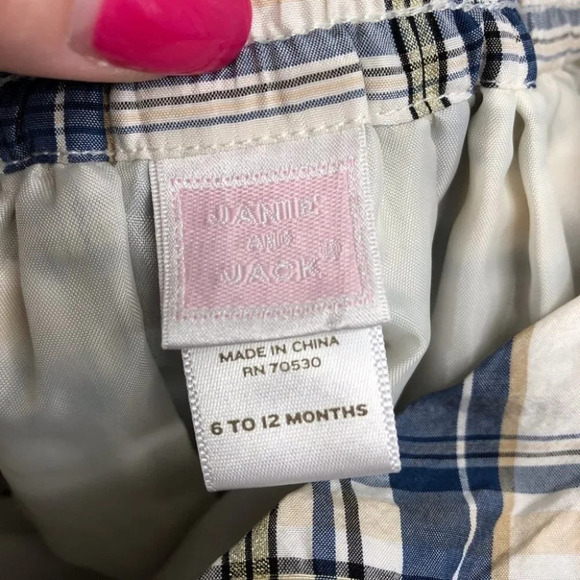 JANIE
AND
JACK®
MADE IN CHINA
RN 70530
6 TO 12 MONTHS